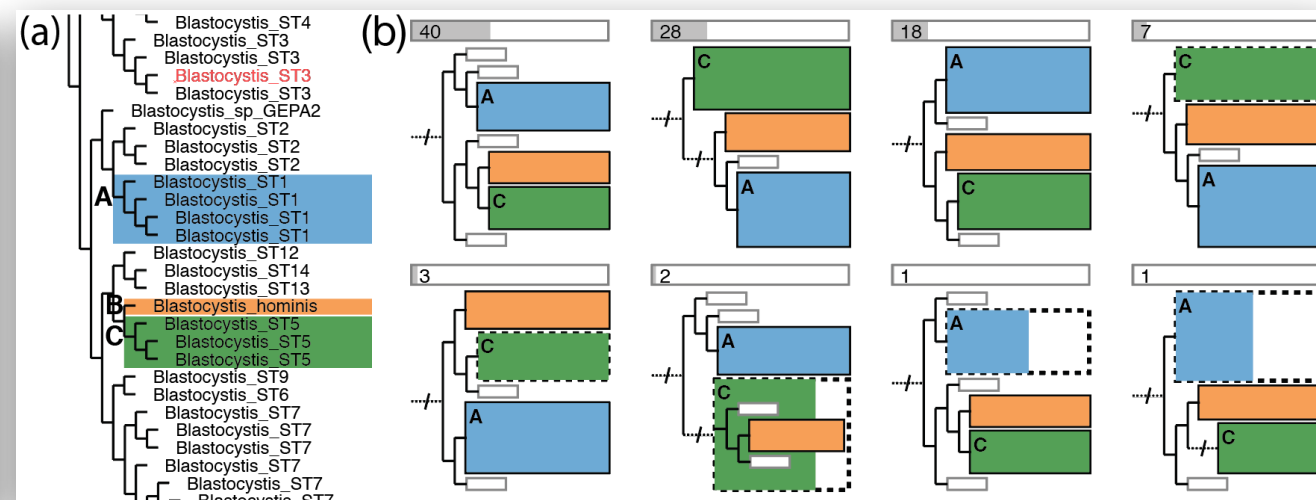 (a)
Blastocystis_ST4
Blastocystis_ST3
Blastocystis_ST3
Blastocystis_ST3
Blastocystis_ST3
Blastocystis_sp_GEPA2
Blastocystis_ST2
Blastocystis_ST2
Blastocystis_ST2
A
Blastocystis_ST1
Blastocystis_ST1
Blastocystis_ST1
Blastocystis_ST1
Blastocystis_ST12
Blastocystis_ST14
Blastocystis_ST13
B Blastocystis_hominis
C
Blastocystis_ST5
Blastocystis_ST5
Blastocystis_ST5
Blastocystis_ST9
Blastocystis_ST6
Blastocystis_ST7
Blastocystis_ST7
Blastocystis_ST7
Blastocystis_ST7
Blastocystis_ST7
Blastocystis_ST7
(b)
40
A
C
28
C
A
18
A
C
7
C
A
3
C
A
2
A
C
1
A
C
1
A
C